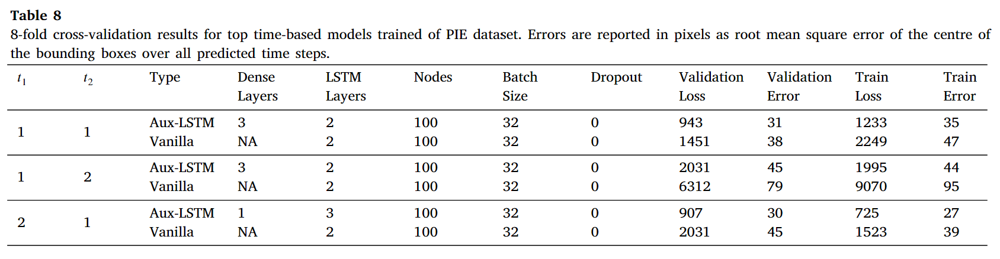 Table 8
8-fold cross-validation results for top time-based models trained of PIE dataset. Errors are reported in pixels as root mean square error of the centre of
the bounding boxes over all predicted time steps.
t1 t2 Type Dense Layers LSTM Layers Nodes Batch Size Dropout Validation Loss Validation Error Train Loss Train Error
1 1 Aux-LSTM 3 2 100 32 0 943 31 1233 35
Vanilla NA 2 100 32 0 1451 38 2249 47
1 2 Aux-LSTM 3 2 100 32 0 2031 45 1995 44
Vanilla NA 2 100 32 0 6312 79 9070 95
2 1 Aux-LSTM 1 3 100 32 0 907 30 725 27
Vanilla NA 2 100 32 0 2031 45 1523 39